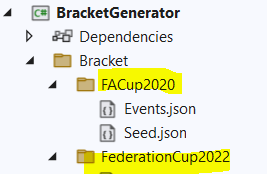 C# BracketGenerator
Dependencies
Bracket
FACup2020
Events.json
Seed.json
FederationCup2022